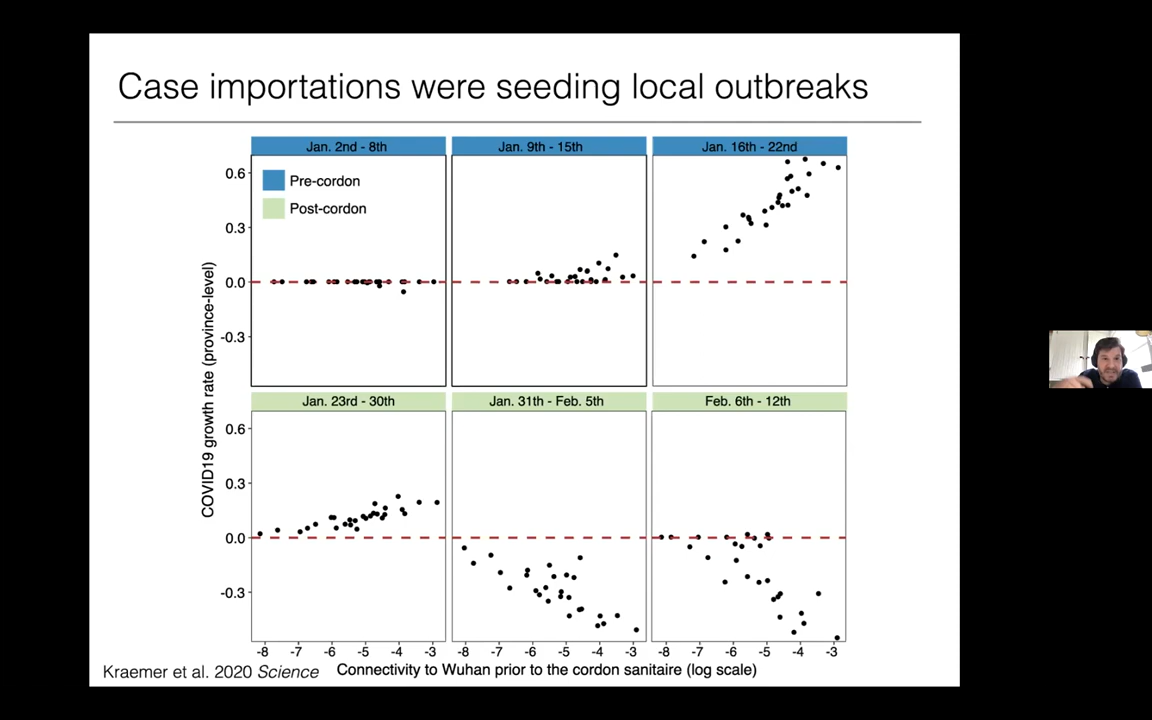 Case importations were seeding local outbreaks
Jan. 2nd - 8th
Jan. 9th - 15th
Jan. 16th - 22nd
Pre-cordon
Post-cordon
0.6
0.3
0.0
-0.3
COVID19 growth rate (province-level)
Jan. 23rd - 30th
Jan. 31th - Feb. 5th
Feb. 6th - 12th
0.6
0.3
0.0
-0.3
-8 -7 -6 -5 -4 -3
-8 -7 -6 -5 -4 -3
-8 -7 -6 -5 -4 -3
Connectivity to Wuhan prior to the cordon sanitaire (log scale)
Kraemer et al. 2020 Science